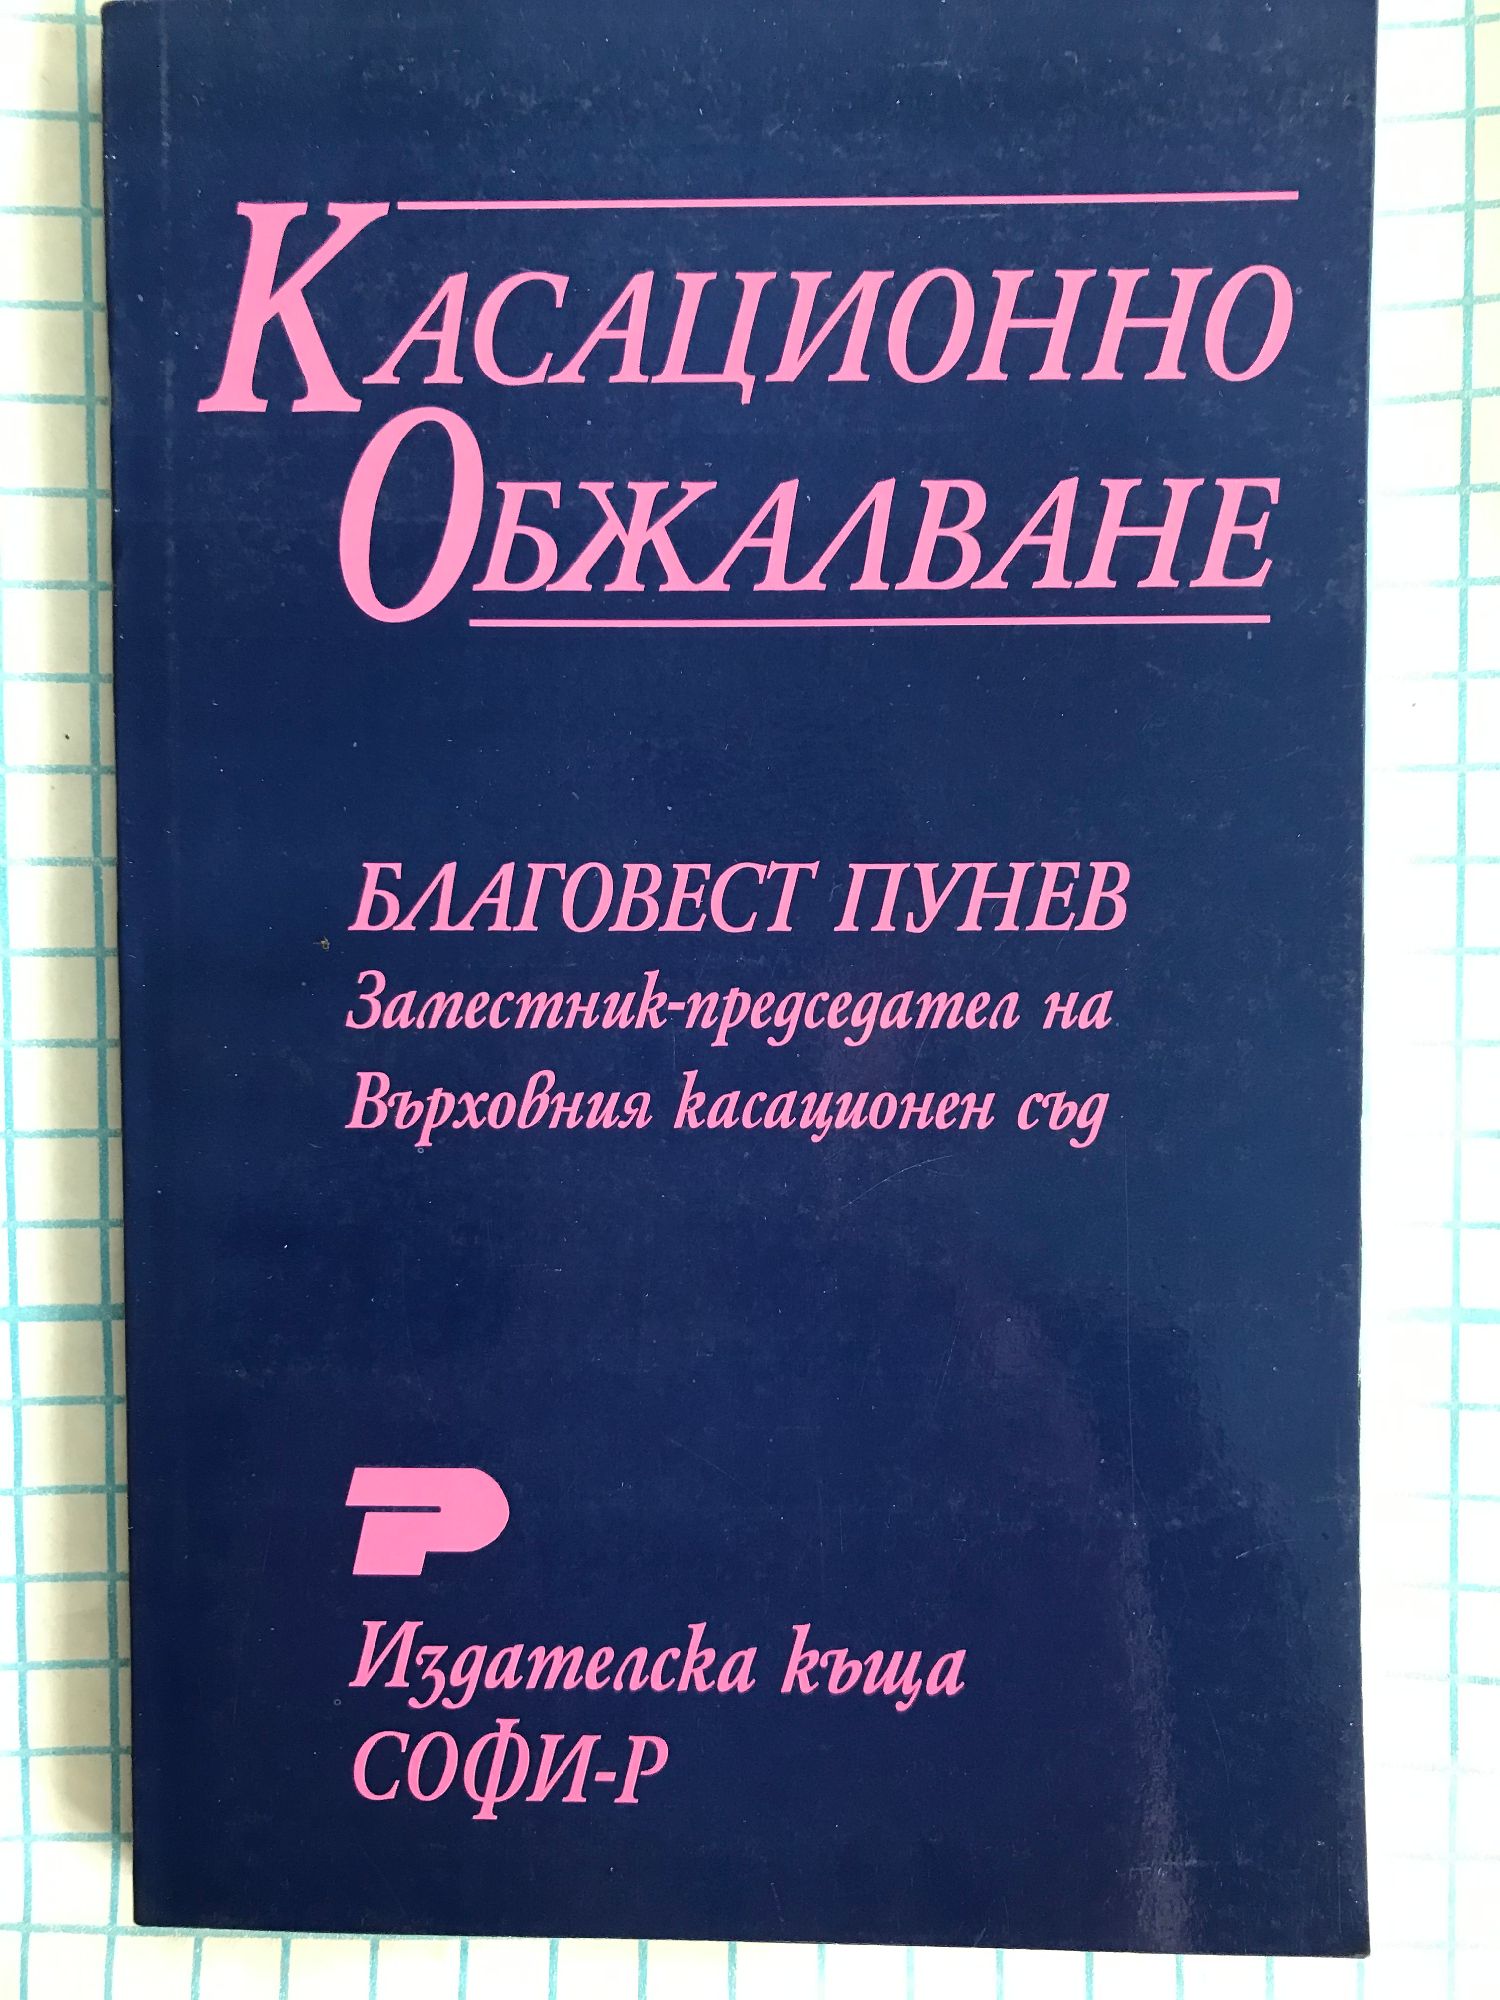 КАСАЦИОННО
ОБЖАЛВАНЕ
БЛАГОВЕСТ ПУНЕВ
Заместник-председател на
Върховния касационен съд
Р
Издателска къща
СОФИ-Р